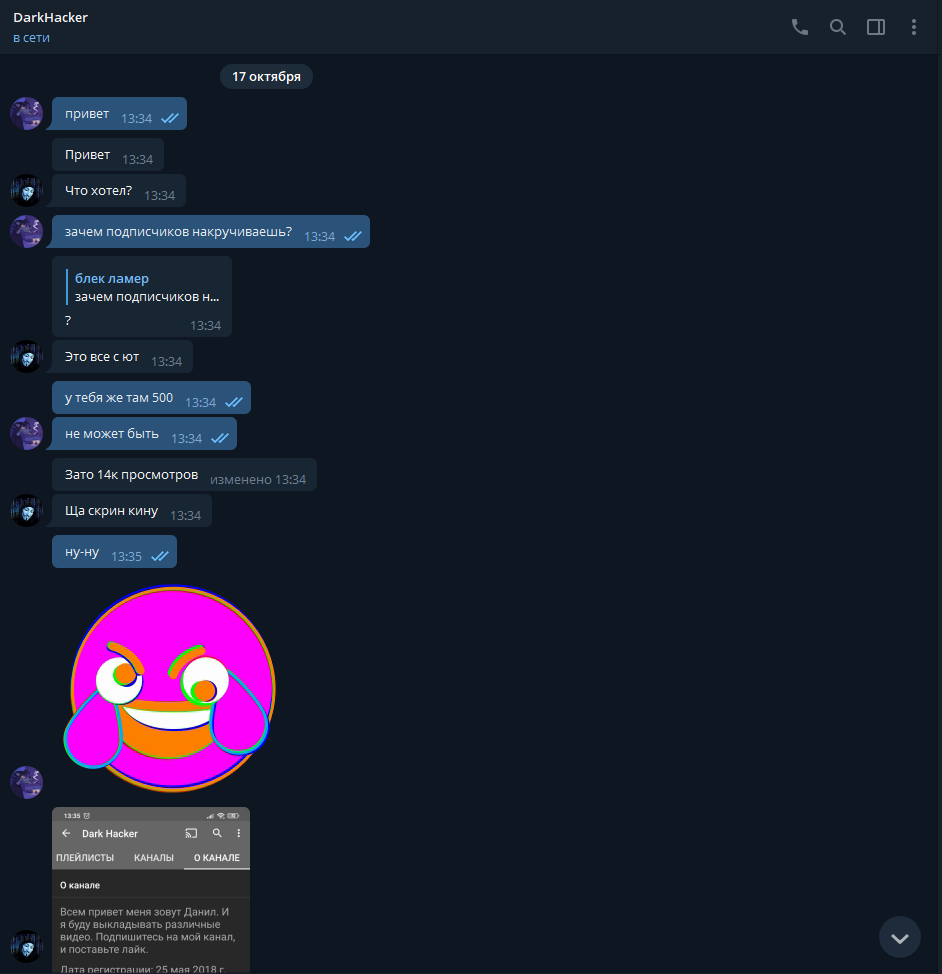 DarkHacker
в сети
17 октября
привет 13:34
Привет 13:34
Что хотел? 13:34
зачем подписчиков накручиваешь? 13:34
блек ламер
зачем подписчиков н...
? 13:34
Это все с ют 13:34
у тебя же там 500 13:34
не может быть 13:34
Зато 14к просмотров изменено 13:34
Ща скрин кину 13:34
ну-ну 13:35
13:35
Dark Hacker
ПЛЕЙЛИСТЫ КАНАЛЫ О КАНАЛЕ
О канале
Всем привет меня зовут Данил. И
я буду выкладывать различные
видео. Подпишитесь на мой канал,
и поставьте лайк.
Дата регистрации: 25 мая 2018 г.